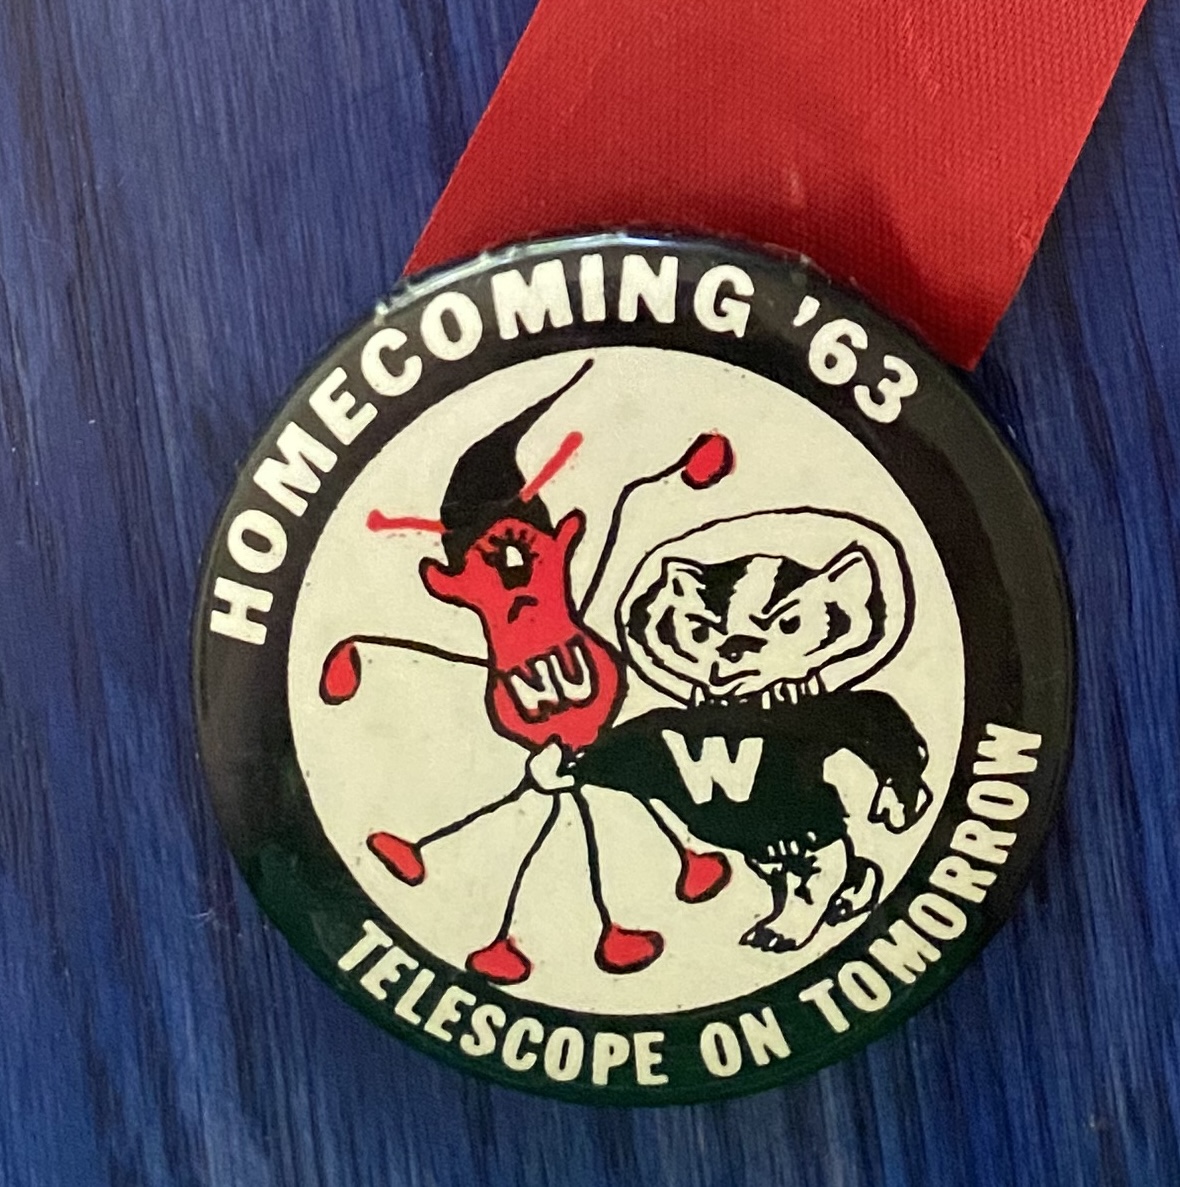 HOMECOMING '63
NU
W
TELESCOPE ON TOMORROW